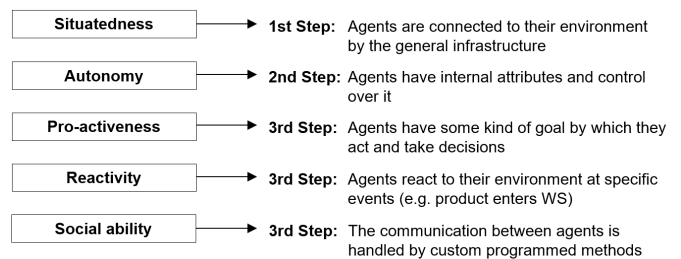 Situatedness 1st Step: Agents are connected to their environment
by the general infrastructure
Autonomy 2nd Step: Agents have internal attributes and control
over it
Pro-activeness 3rd Step: Agents have some kind of goal by which they
act and take decisions
Reactivity 3rd Step: Agents react to their environment at specific
events (e.g. product enters WS)
Social ability 3rd Step: The communication between agents is
handled by custom programmed methods